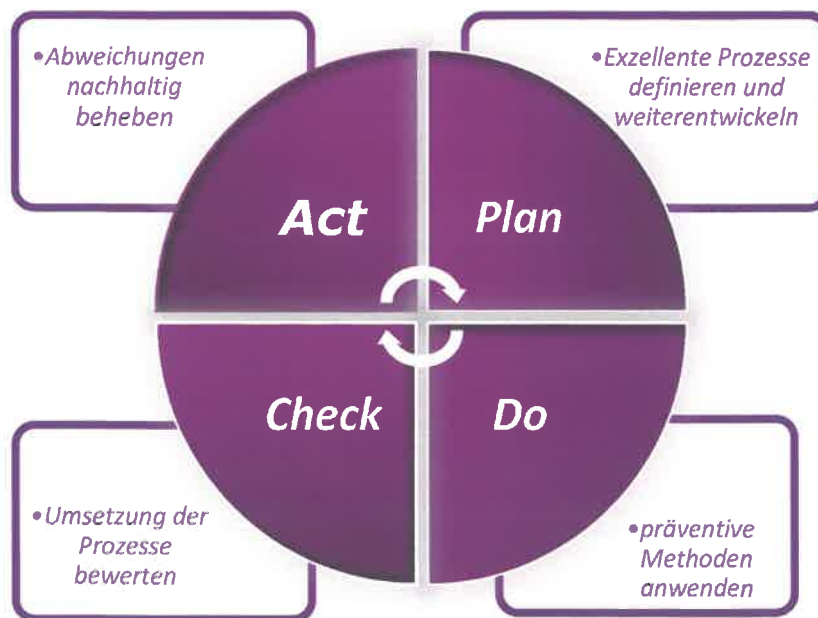 •Abweichungen
nachhaltig
beheben
•Exzellente Prozesse
definieren und
weiterentwickeln
Act
Plan
Check
Do
•Umsetzung der
Prozesse
bewerten
•präventive
Methoden
anwenden